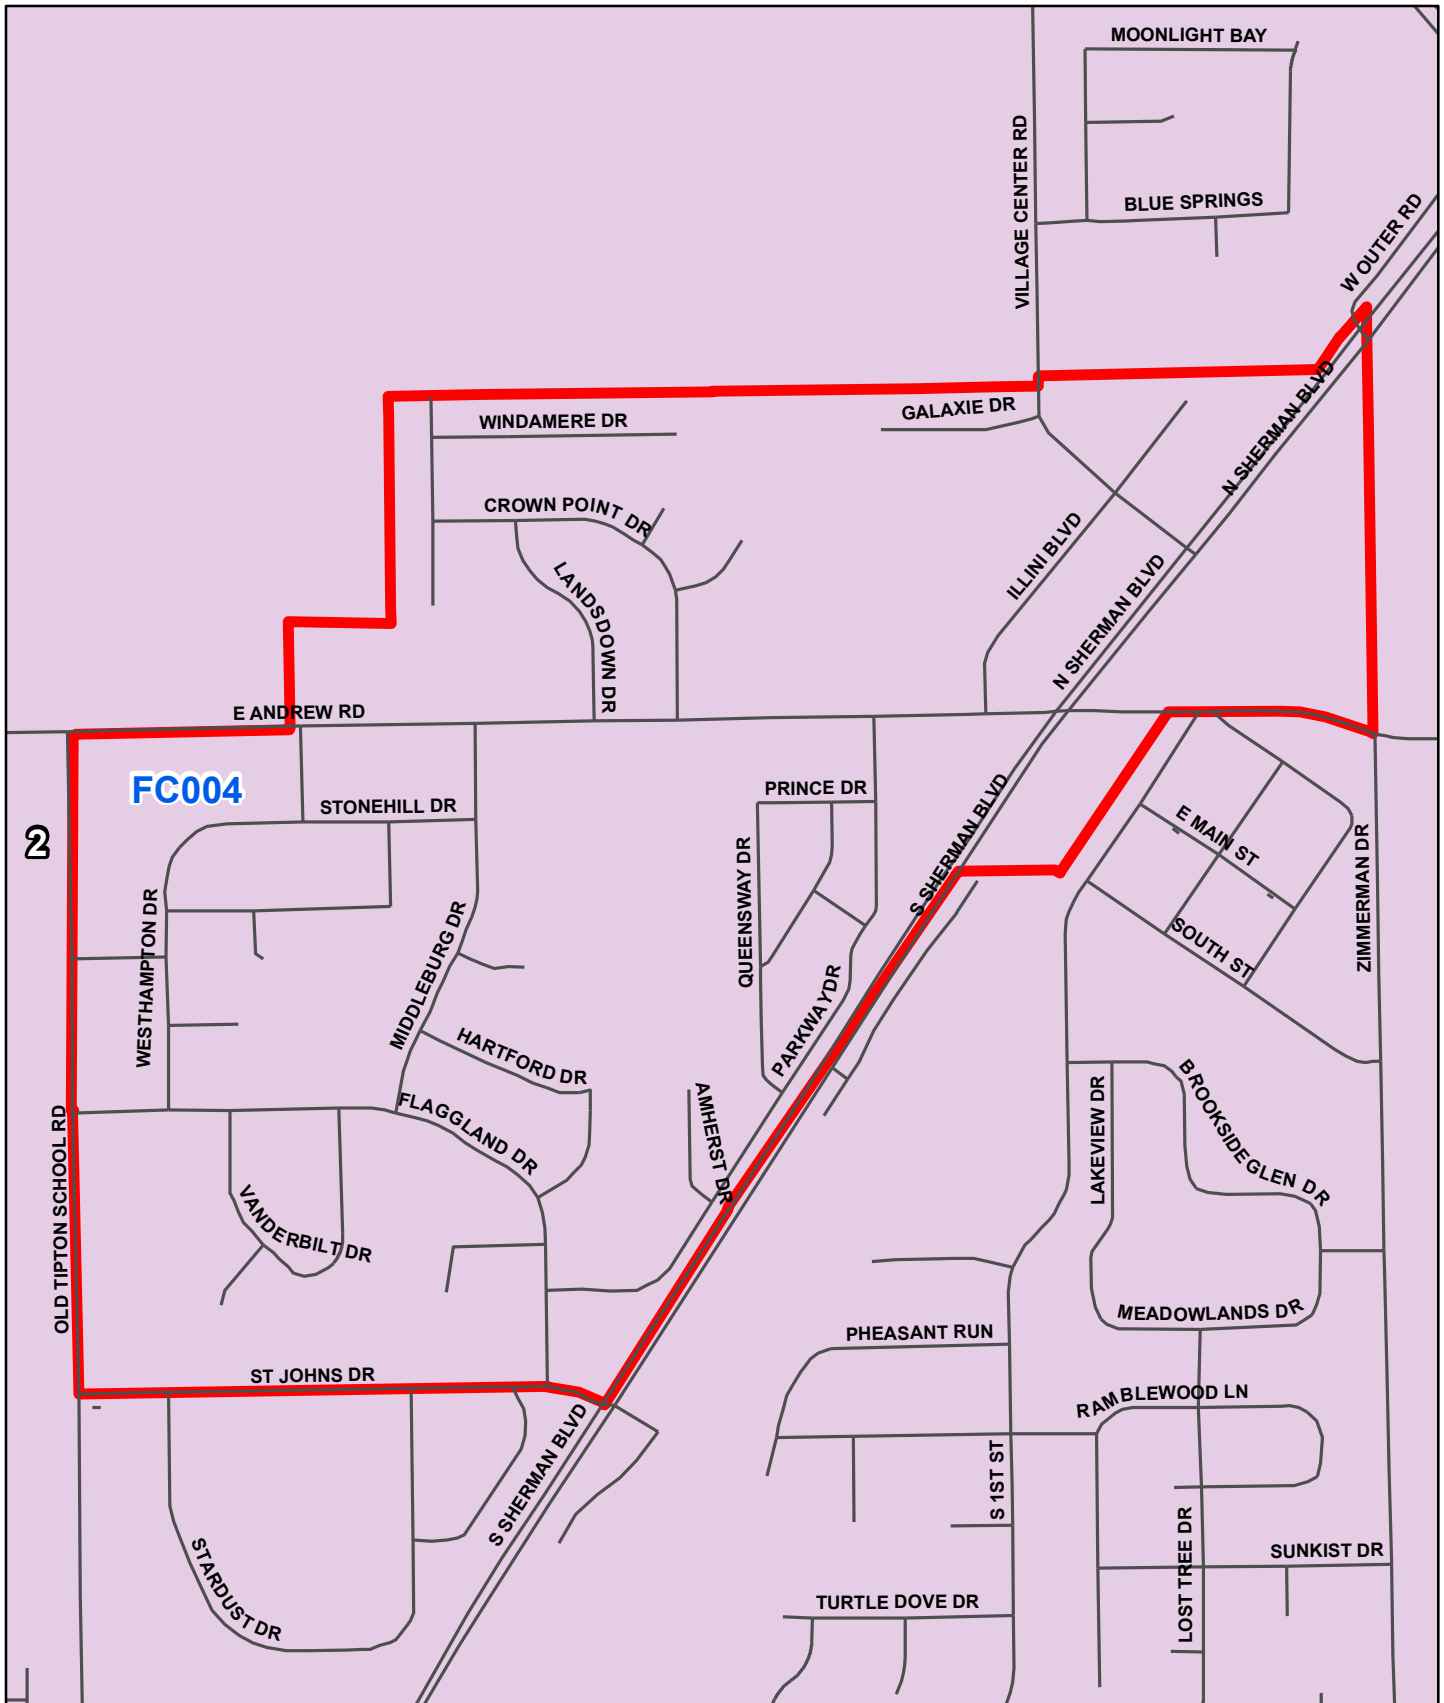 MOONLIGHT BAY
VILLAGE CENTER RD
BLUE SPRINGS
W OUTER RD
WINDAMERE DR
GALAXIE DR
N SHERMAN BLVD
CROWN POINT DR
LANDSDOWN DR
ILLINI BLVD
N SHERMAN BLVD
E ANDREW RD
FC004
2
STONEHILL DR
PRINCE DR
QUEENSWAY DR
S SHERMAN BLVD
E MAIN ST
ZIMMERMAN DR
SOUTH ST
WESTHAMPTON DR
MIDDLEBURG DR
PARKWAYDR
HARTFORD DR
FLAGGLAND DR
AMHERST DR
LAKEVIEW DR
BROOKSIDE GLEN DR
OLD TIPTON SCHOOL RD
VANDERBILT DR
MEADOWLANDS DR
PHEASANT RUN
ST JOHNS DR
RAMBLEWOOD LN
S SHERMAN BLVD
S 1ST ST
LOST TREE DR
SUNKIST DR
STARDUST DR
TURTLE DOVE DR